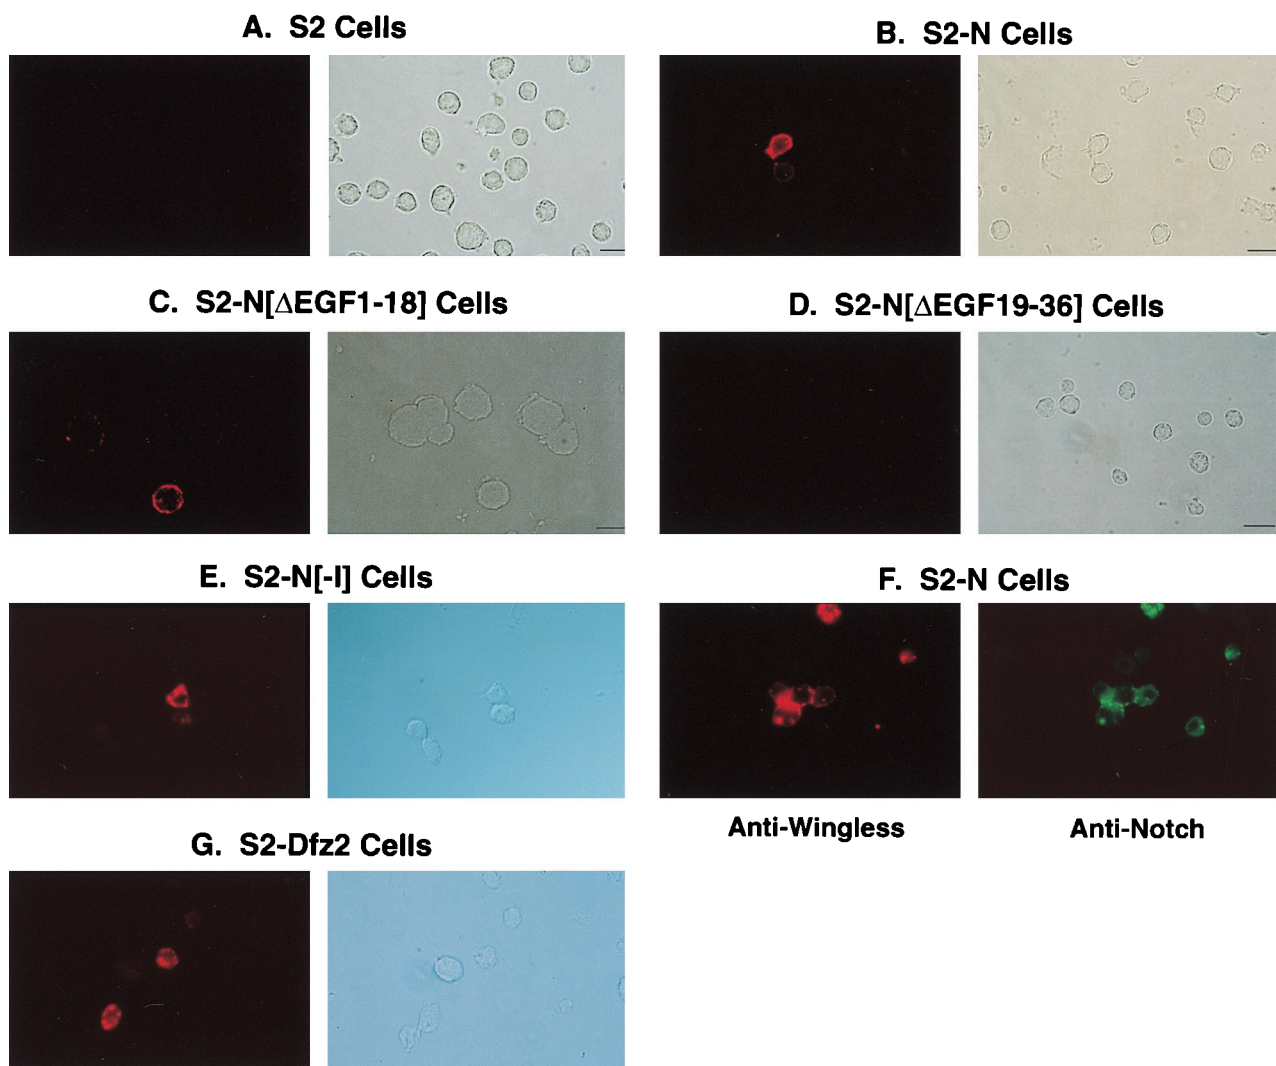 A. S2 Cells
B. S2-N Cells
C. S2-N[ΔEGF1-18] Cells
D. S2-N[ΔEGF19-36] Cells
E. S2-N[-I] Cells
F. S2-N Cells
Anti-Wingless
Anti-Notch
G. S2-Dfz2 Cells